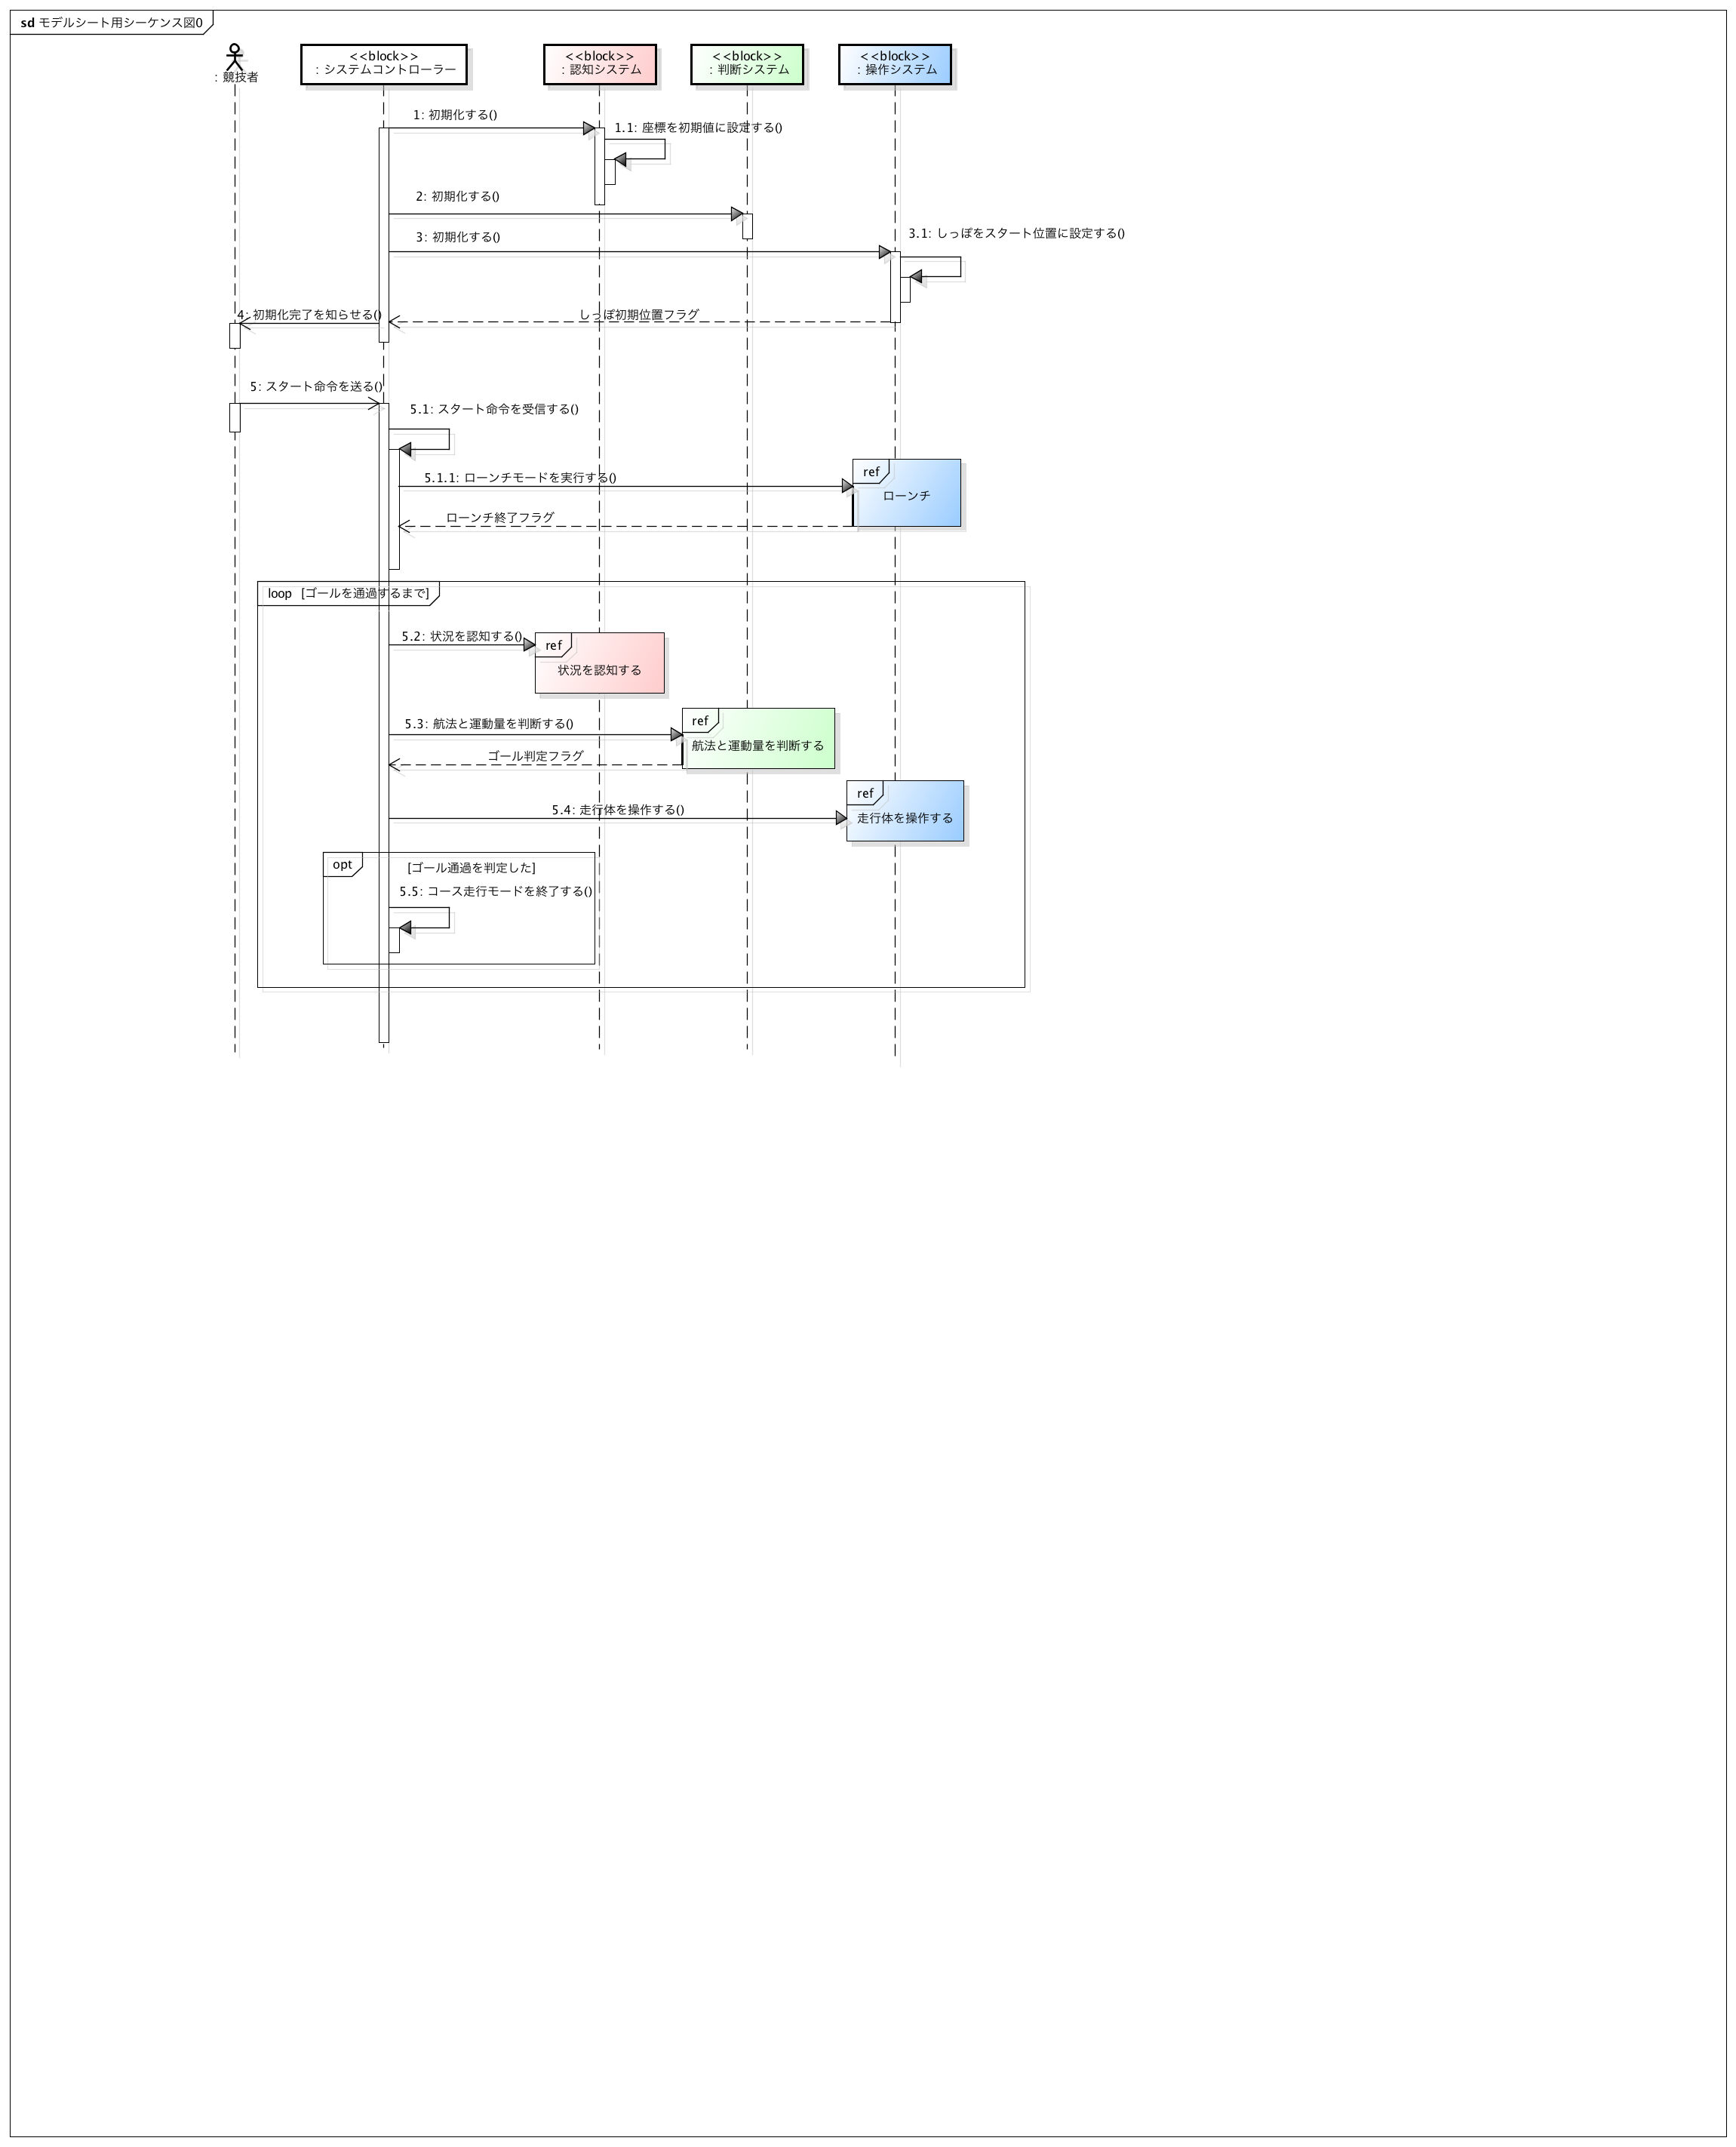 sd モデルシート用シーケンス図0
: 競技者
<<block>>
: システムコントローラー
<<block>>
: 認知システム
<<block>>
: 判断システム
<<block>>
: 操作システム
1: 初期化する()
1.1: 座標を初期値に設定する()
2: 初期化する()
3: 初期化する()
3.1: しっぽをスタート位置に設定する()
4: 初期化完了を知らせる()
しっぽ初期位置フラグ
5: スタート命令を送る()
5.1: スタート命令を受信する()
5.1.1: ローンチモードを実行する()
ref
ローンチ
ローンチ終了フラグ
loop [ゴールを通過するまで]
5.2: 状況を認知する()
ref
状況を認知する
5.3: 航法と運動量を判断する()
ref
航法と運動量を判断する
ゴール判定フラグ
5.4: 走行体を操作する()
ref
走行体を操作する
opt
[ゴール通過を判定した]
5.5: コース走行モードを終了する()